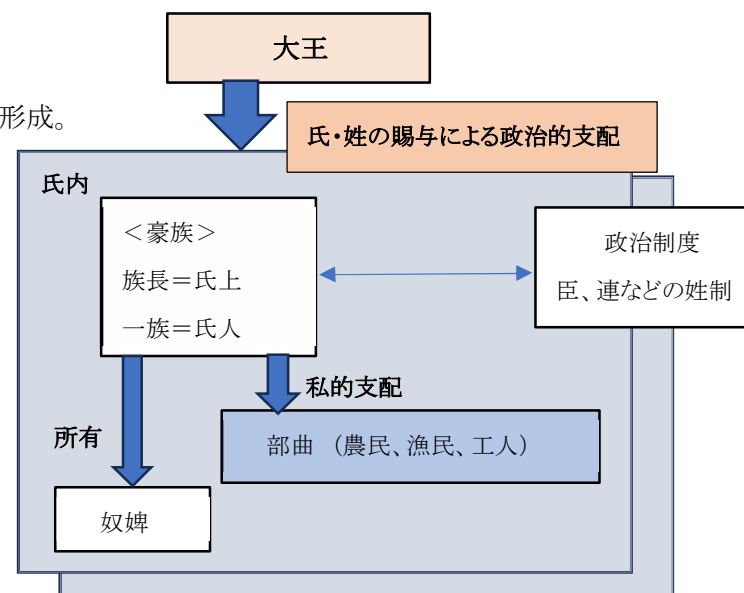 大王
形成。
氏・姓の賜与による政治的支配
氏内
<豪族>
族長=氏上
一族=氏人
政治制度
臣、連などの姓制
私的支配
部曲 (農民、漁民、工人)
所有
奴婢